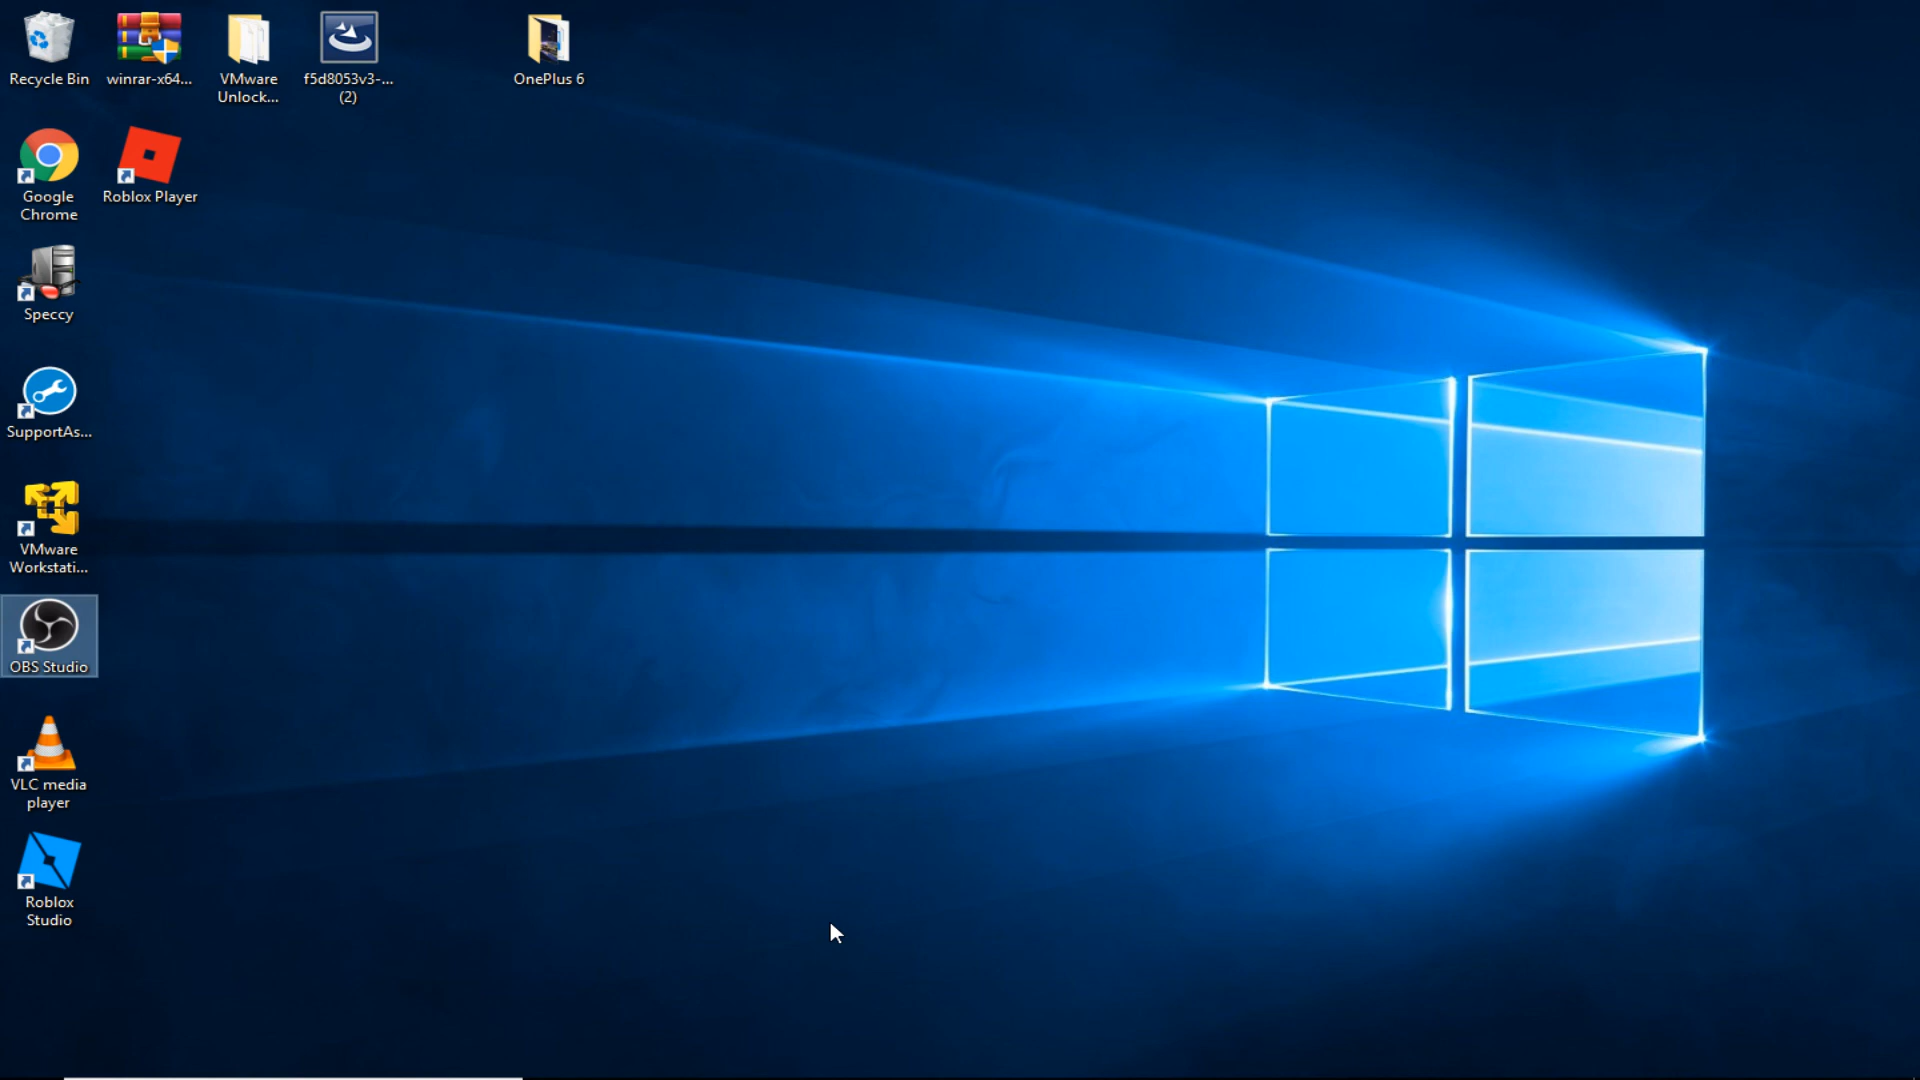 Recycle Bin
winrar-x64...
VMware
Unlock...
f5d8053v3-...
(2)
OnePlus 6
Google
Chrome
Roblox Player
Speccy
SupportAs...
VMware
Workstati...
OBS Studio
VLC media
player
Roblox
Studio